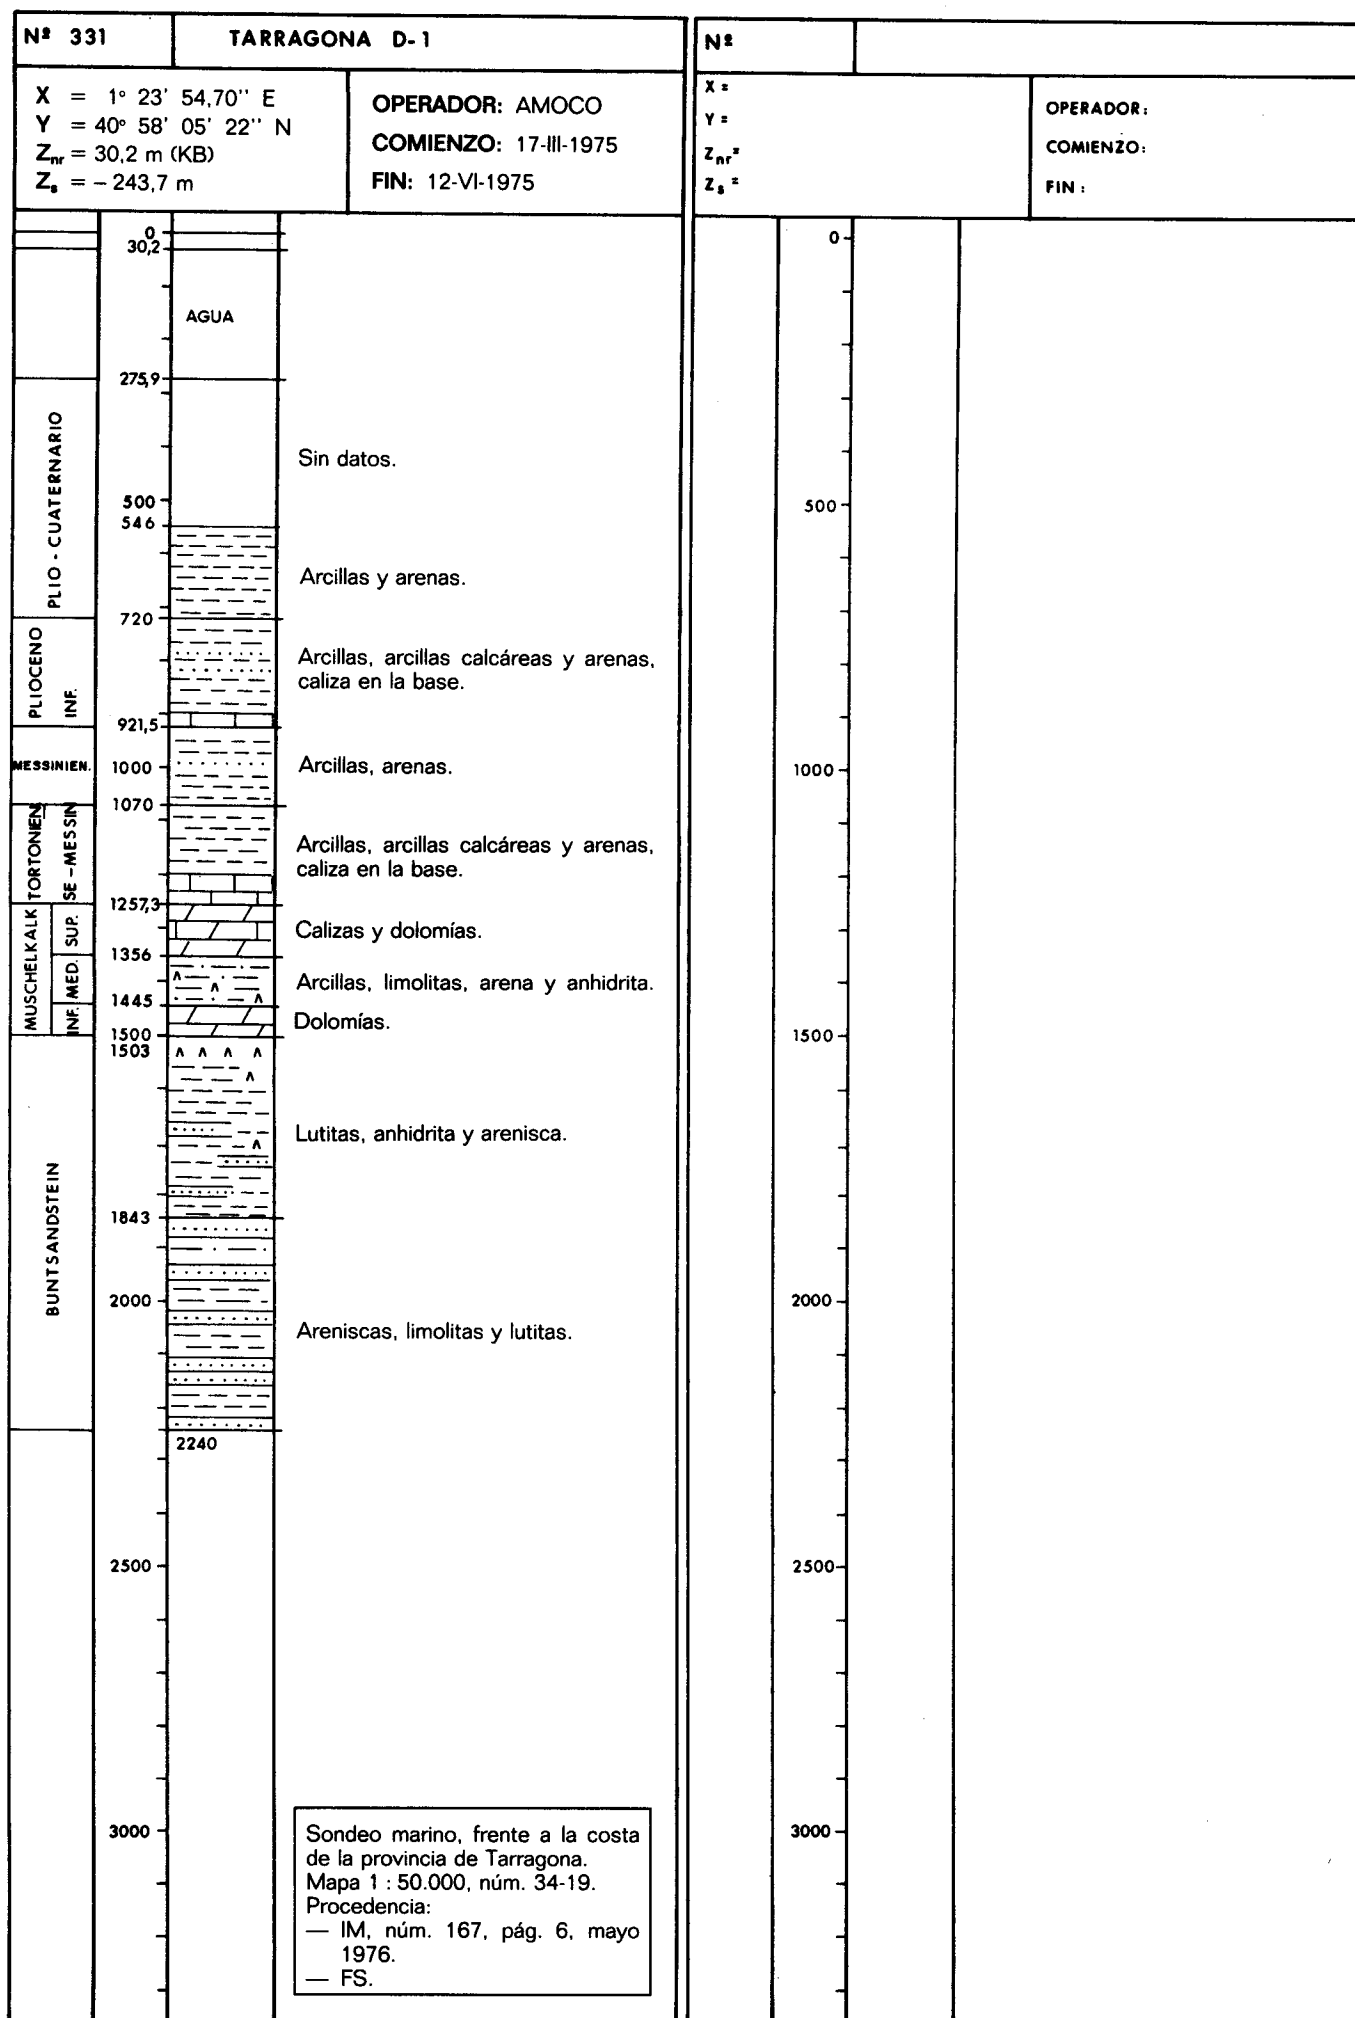 Nº 331
TARRAGONA D-1
X = 1° 23' 54,70'' E
Y = 40° 58' 05' 22'' N
Znr = 30,2 m (KB)
Zs = – 243,7 m
OPERADOR: AMOCO
COMIENZO: 17-III-1975
FIN: 12-VI-1975
0
30,2
AGUA
275,9
PLIO - CUATERNARIO
Sin datos.
500
546
Arcillas y arenas.
720
PLIOCENO
INF.
Arcillas, arcillas calcáreas y arenas,
caliza en la base.
921,5
MESSINIEN.
1000
Arcillas, arenas.
1070
TORTONIEN
SE - MESSIN
Arcillas, arcillas calcáreas y arenas,
caliza en la base.
1257,3
MUSCHELKALK
SUP.
Calizas y dolomías.
1356
MED.
Arcillas, limolitas, arena y anhidrita.
1445
INF.
Dolomías.
1500
1503
BUNTSANDSTEIN
Lutitas, anhidrita y arenisca.
1843
2000
Areniscas, limolitas y lutitas.
2240
2500
3000
Sondeo marino, frente a la costa
de la provincia de Tarragona.
Mapa 1 : 50.000, núm. 34-19.
Procedencia:
— IM, núm. 167, pág. 6, mayo
1976.
— FS.
Nº
X =
Y =
Znr=
Zs =
OPERADOR:
COMIENZO:
FIN :
0
500
1000
1500
2000
2500
3000